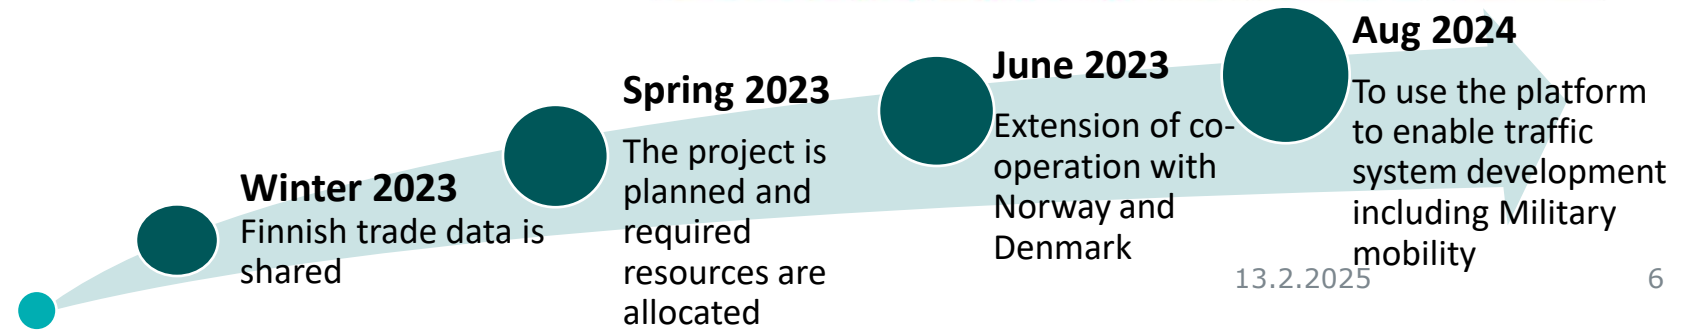 Winter 2023
Finnish trade data is
shared
Spring 2023
The project is
planned and
required
resources are
allocated
June 2023
Extension of co-
operation with
Norway and
Denmark
Aug 2024
To use the platform
to enable traffic
system development
including Military
mobility
13.2.2025
6